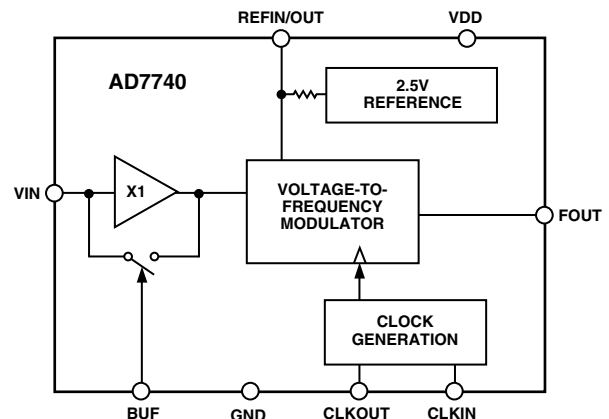 REFIN/OUT
VDD
AD7740
2.5V
REFERENCE
VIN
X1
VOLTAGE-TO-
FREQUENCY
MODULATOR
FOUT
CLOCK
GENERATION
BUF
GND
CLKOUT
CLKIN